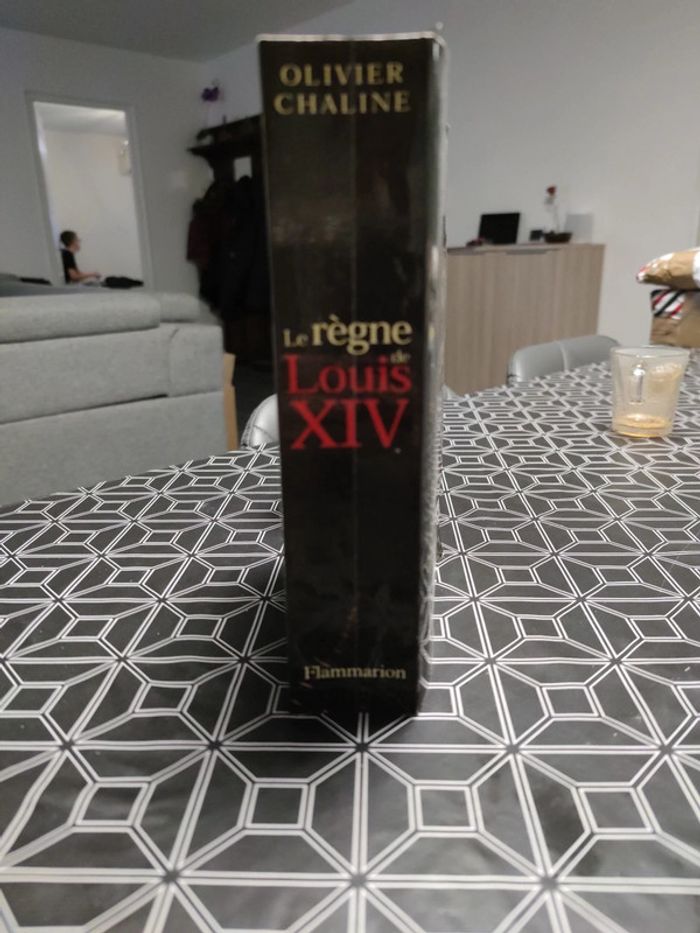 OLIVIER
CHALINE
Le règne
de
Louis
XIV
Flammarion